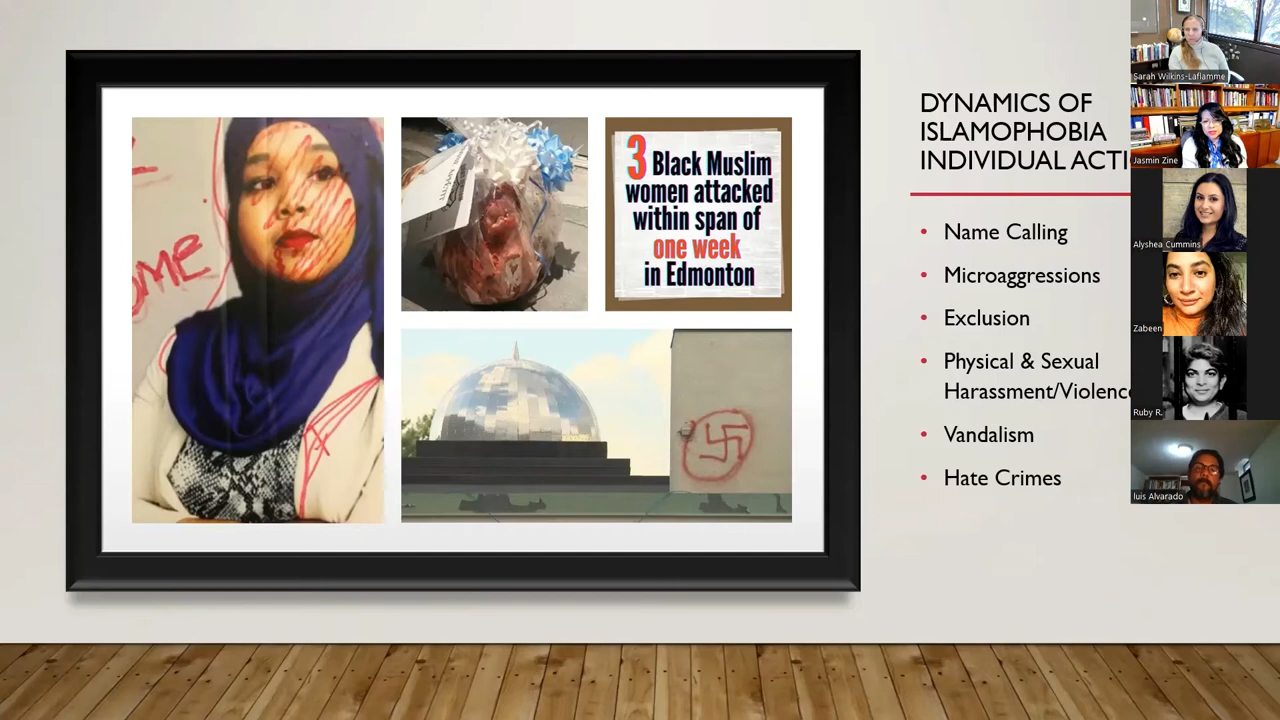 DYNAMICS OF
ISLAMOPHOBIA
INDIVIDUAL ACTI
Name Calling
Microaggressions
Exclusion
Physical & Sexual
Harassment/Violence
Vandalism
Hate Crimes
OME
3 Black Muslim
women attacked
within span of
one week
in Edmonton
Sarah Wilkins-Laflamme
Jasmin Zine
Alyshea Cummins
Zabeen
Ruby R.
luis Alvarado